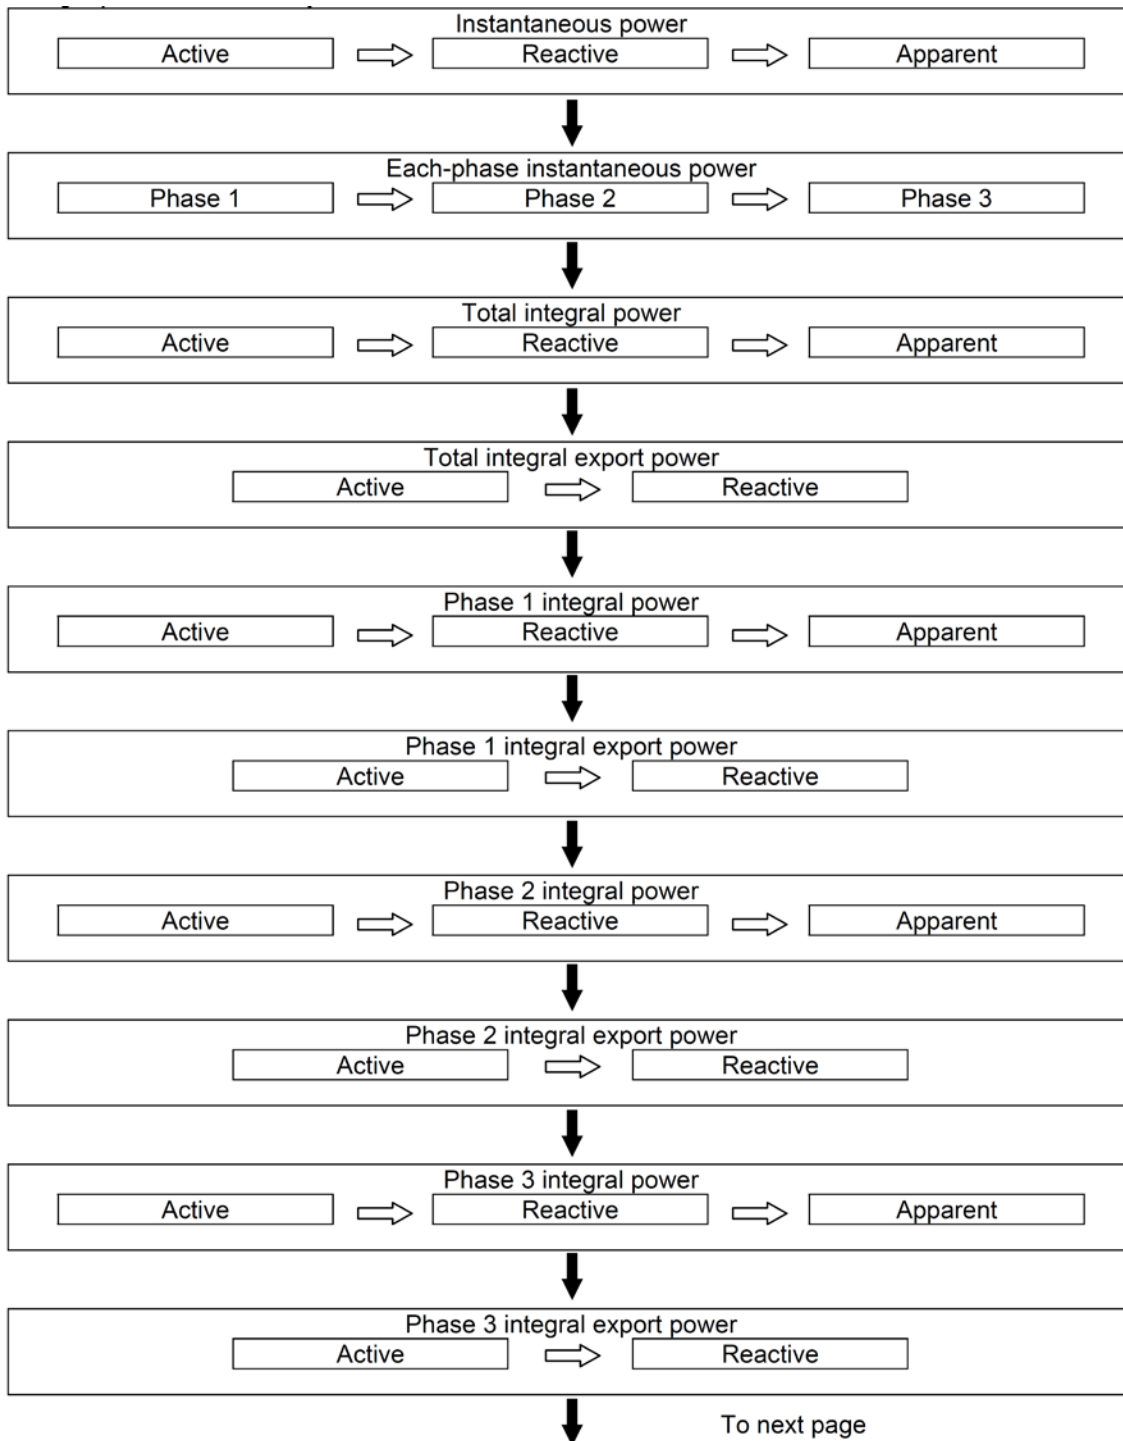 Instantaneous power
Active Reactive Apparent
Each-phase instantaneous power
Phase 1 Phase 2 Phase 3
Total integral power
Active Reactive Apparent
Total integral export power
Active Reactive
Phase 1 integral power
Active Reactive Apparent
Phase 1 integral export power
Active Reactive
Phase 2 integral power
Active Reactive Apparent
Phase 2 integral export power
Active Reactive
Phase 3 integral power
Active Reactive Apparent
Phase 3 integral export power
Active Reactive
To next page